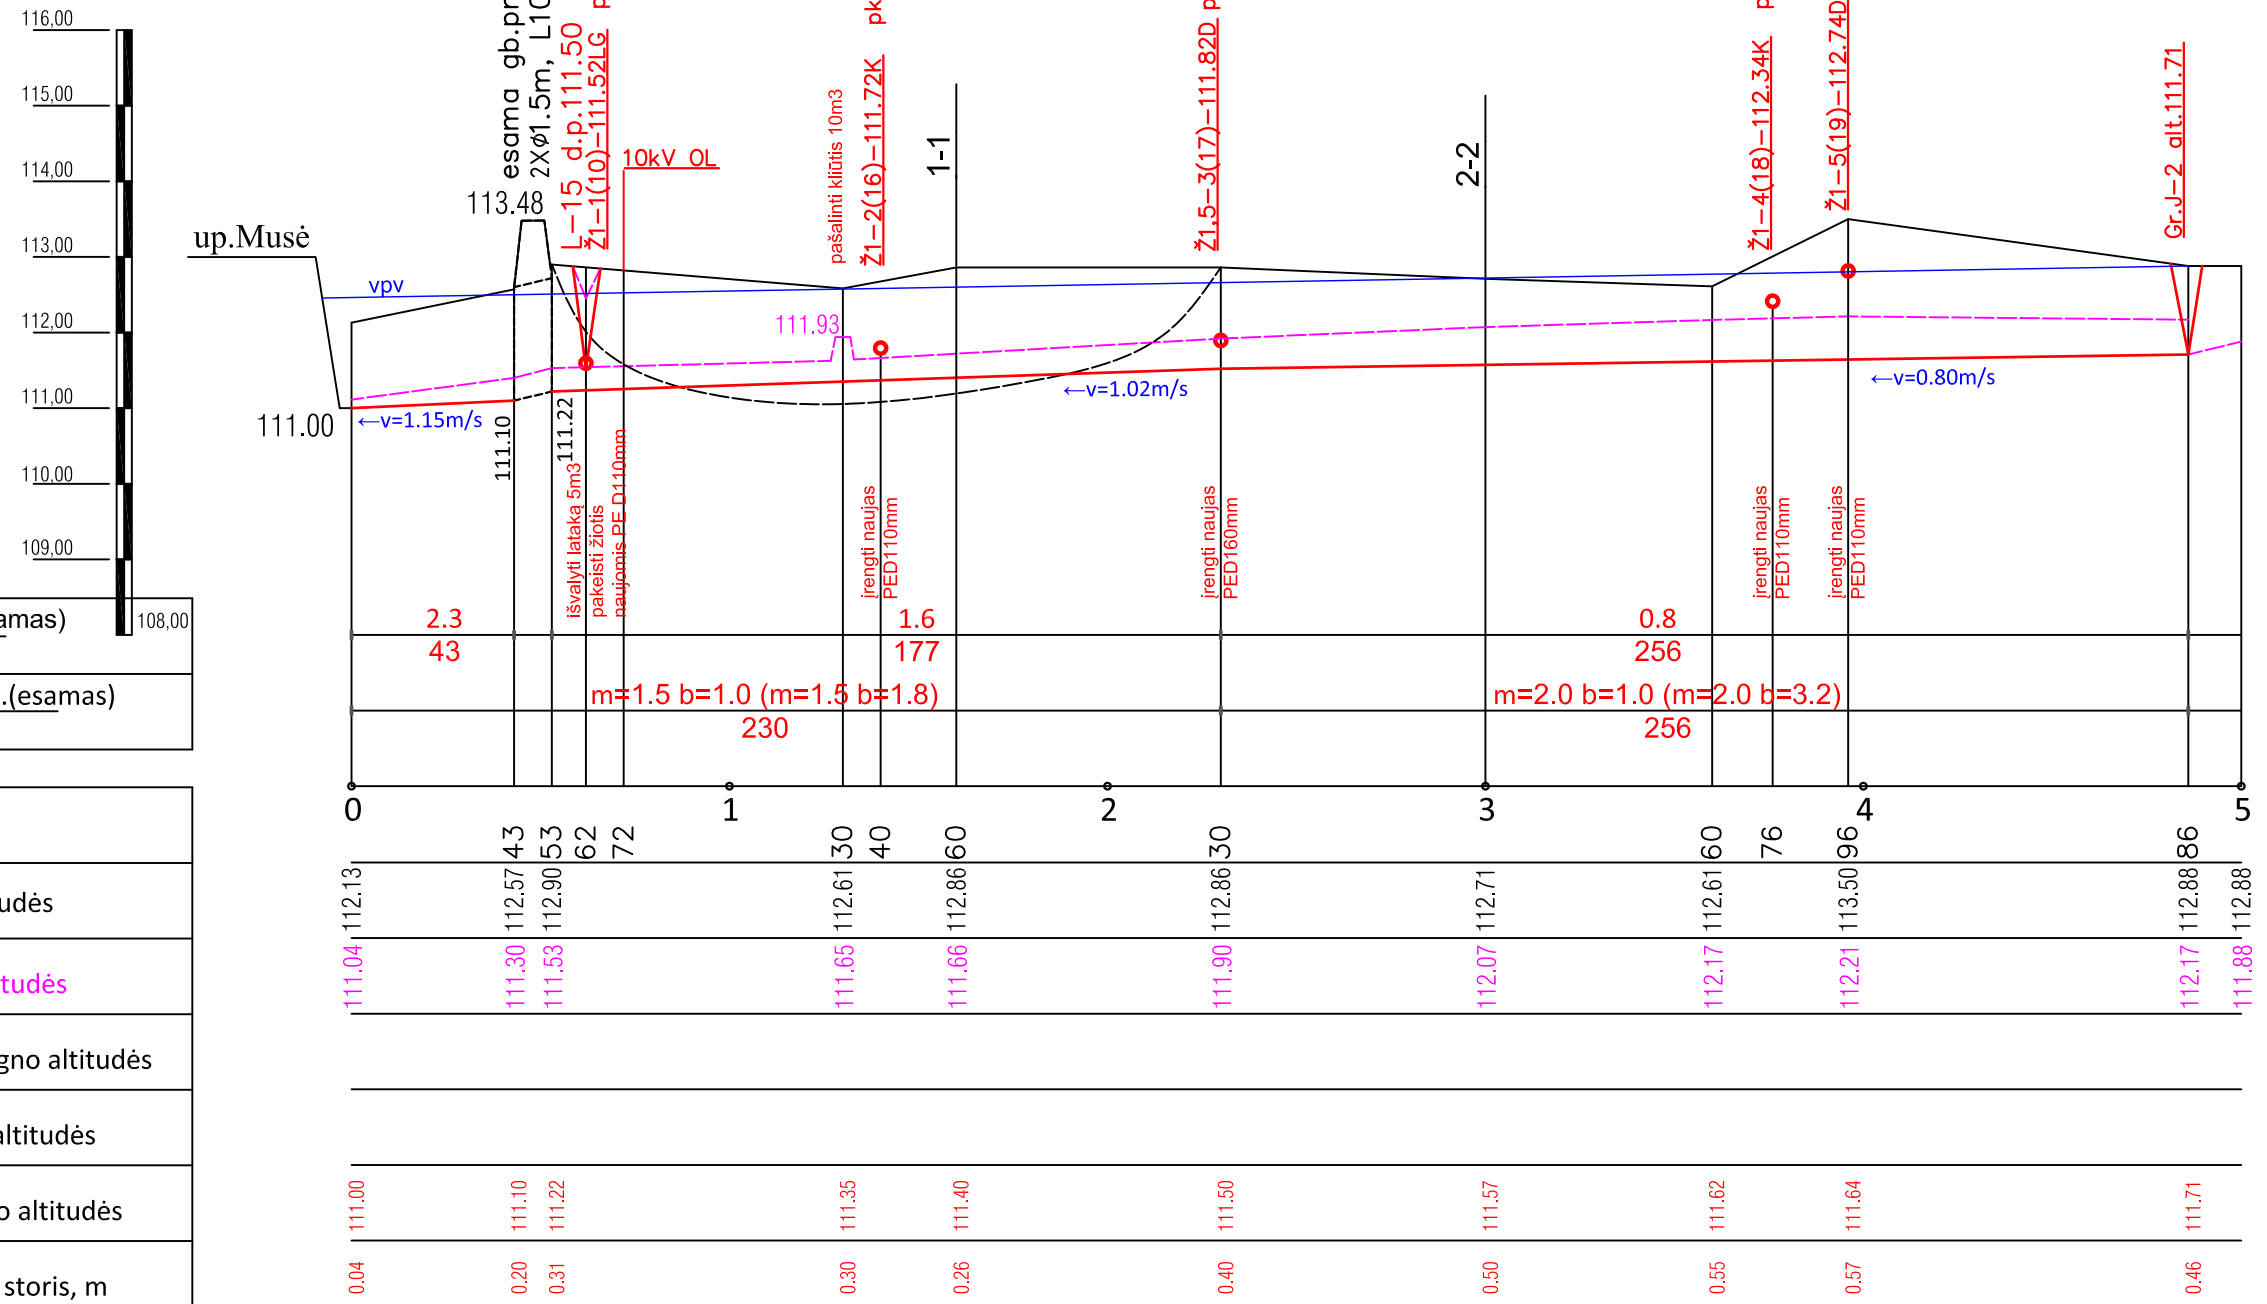 116,00
115,00
114,00
113,00
112,00
111,00
110,00
109,00
108,00
up.Musė
vpv
111.00
113.48
esama gb.pr
2XØ1.5m, L10
L-15 d.p.111.50
Ž1-1(10)-111.52LG p
10kV OL
pašalinti kliūtis 10m3
Ž1-2(16)-111.72K pk
1-1
Ž1.5-3(17)-111.82D p
2-2
Ž1-4(18)-112.34K p
Ž1-5(19)-112.74D
Gr.J-2 alt.111.71
111.93
←v=1.15m/s
←v=1.02m/s
←v=0.80m/s
111.10
111.22
išvalyti lataką 5m3
pakeisti žiotis
naujomis PE D110mm
įrengti naujas
PED110mm
įrengti naujas
PED160mm
įrengti naujas
PED110mm
įrengti naujas
PED110mm
amas)
2.3 1.6 0.8
43 177 256
.(esamas)
m=1.5 b=1.0 (m=1.5 b=1.8) m=2.0 b=1.0 (m=2.0 b=3.2)
230 256
0 1 2 3 4 5
43 53 62 72 30 40 60 30 60 76 96 86
udės
112.13 112.57 112.90 112.61 112.86 112.86 112.71 112.61 113.50 112.88 112.88
tudės
111.04 111.30 111.53 111.65 111.66 111.90 112.07 112.17 112.21 112.17 111.88
gno altitudės
altitudės
o altitudės
111.00 111.10 111.22 111.35 111.40 111.50 111.57 111.62 111.64 111.71
storis, m
0.04 0.20 0.31 0.30 0.26 0.40 0.50 0.55 0.57 0.46